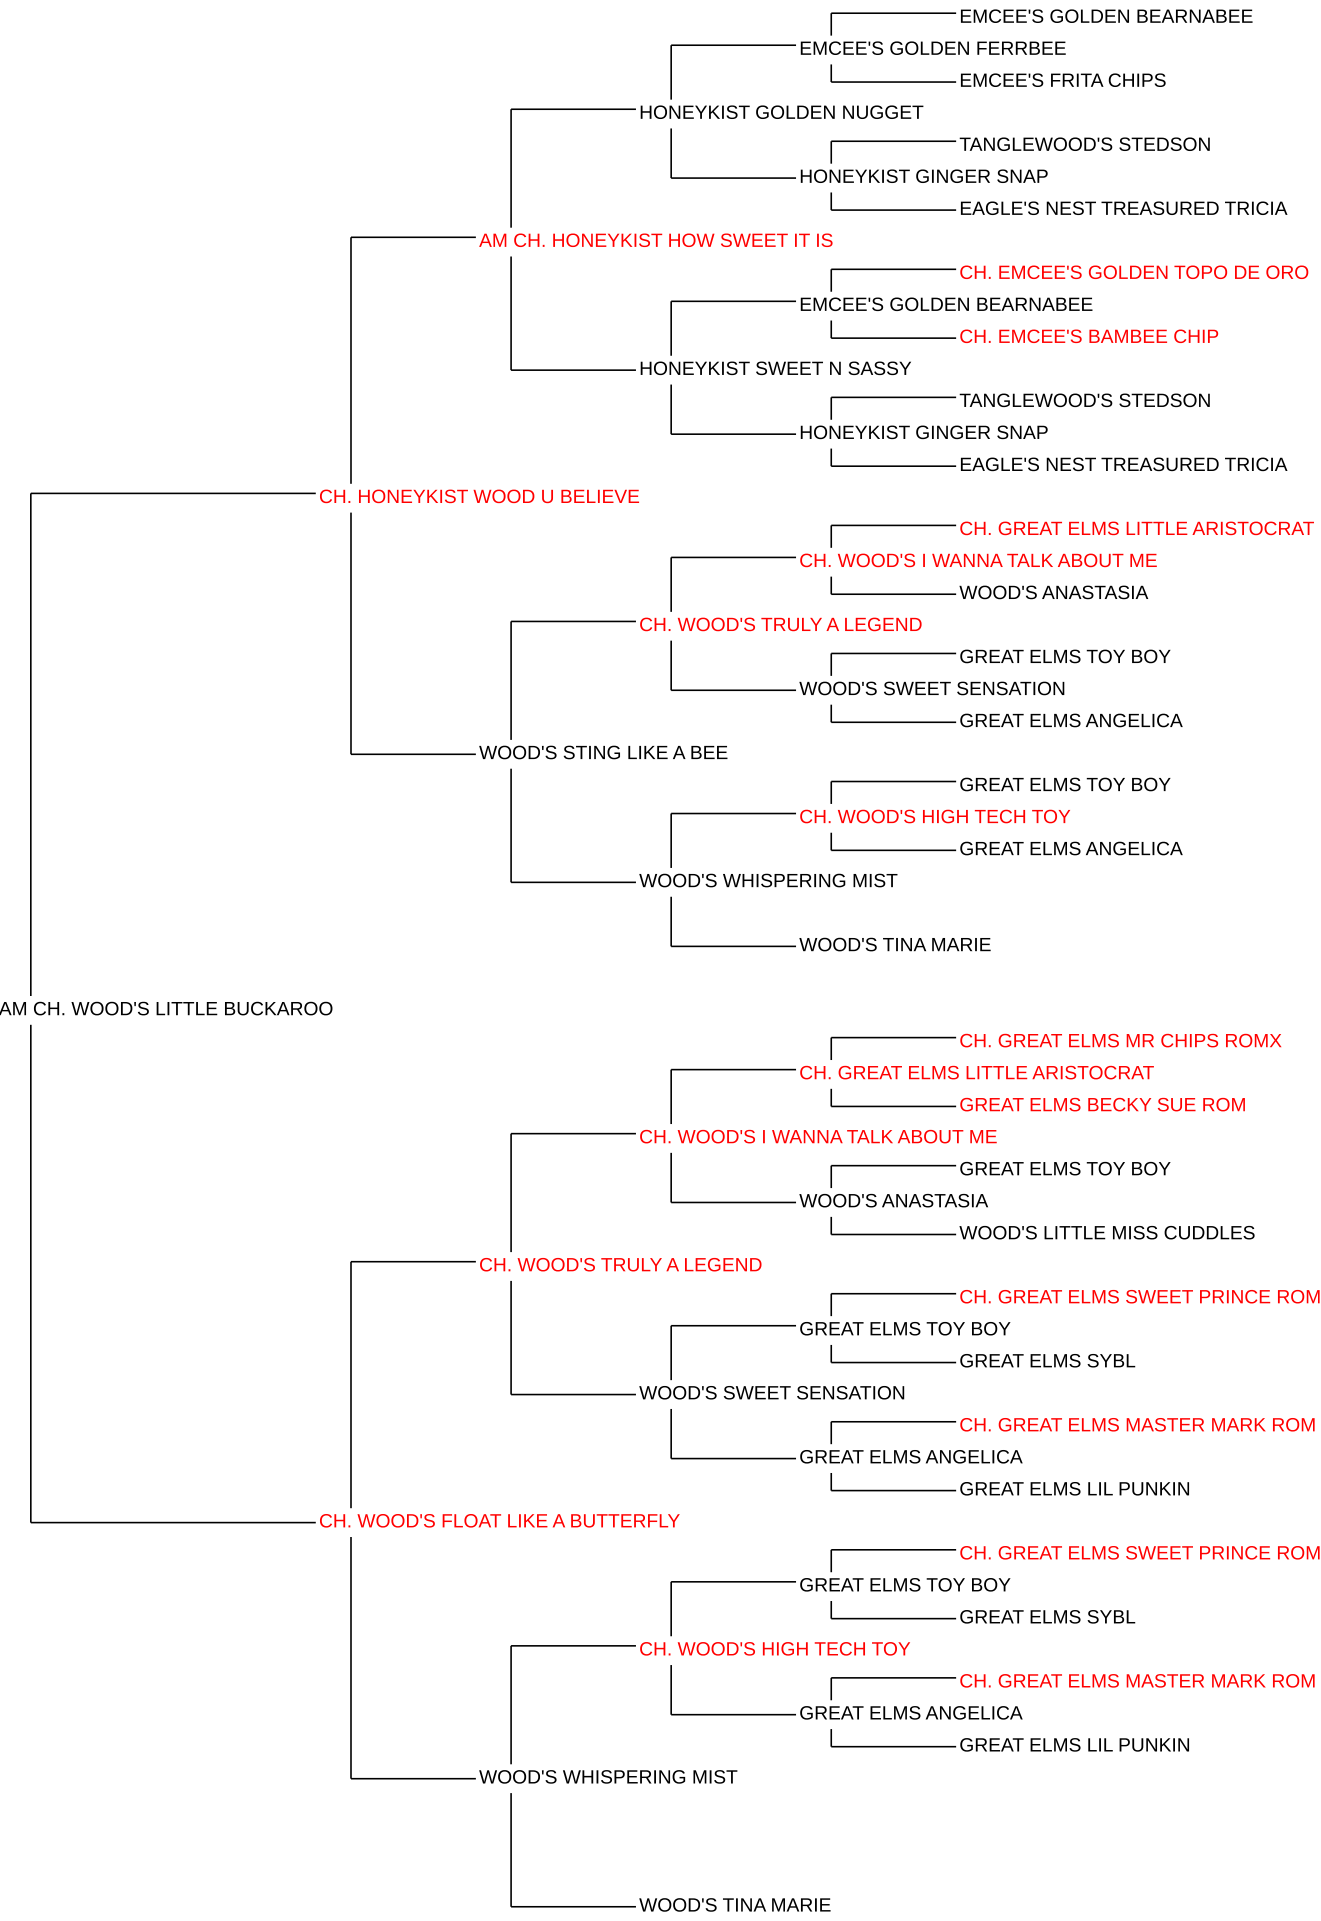 EMCEE'S GOLDEN BEARNABEE
EMCEE'S GOLDEN FERRBEE
EMCEE'S FRITA CHIPS
HONEYKIST GOLDEN NUGGET
TANGLEWOOD'S STEDSON
HONEYKIST GINGER SNAP
EAGLE'S NEST TREASURED TRICIA
AM CH. HONEYKIST HOW SWEET IT IS
CH. EMCEE'S GOLDEN TOPO DE ORO
EMCEE'S GOLDEN BEARNABEE
CH. EMCEE'S BAMBEE CHIP
HONEYKIST SWEET N SASSY
TANGLEWOOD'S STEDSON
HONEYKIST GINGER SNAP
EAGLE'S NEST TREASURED TRICIA
CH. HONEYKIST WOOD U BELIEVE
CH. GREAT ELMS LITTLE ARISTOCRAT
CH. WOOD'S I WANNA TALK ABOUT ME
WOOD'S ANASTASIA
CH. WOOD'S TRULY A LEGEND
GREAT ELMS TOY BOY
WOOD'S SWEET SENSATION
GREAT ELMS ANGELICA
WOOD'S STING LIKE A BEE
GREAT ELMS TOY BOY
CH. WOOD'S HIGH TECH TOY
GREAT ELMS ANGELICA
WOOD'S WHISPERING MIST
WOOD'S TINA MARIE
AM CH. WOOD'S LITTLE BUCKAROO
CH. GREAT ELMS MR CHIPS ROMX
CH. GREAT ELMS LITTLE ARISTOCRAT
GREAT ELMS BECKY SUE ROM
CH. WOOD'S I WANNA TALK ABOUT ME
GREAT ELMS TOY BOY
WOOD'S ANASTASIA
WOOD'S LITTLE MISS CUDDLES
CH. WOOD'S TRULY A LEGEND
CH. GREAT ELMS SWEET PRINCE ROM
GREAT ELMS TOY BOY
GREAT ELMS SYBL
WOOD'S SWEET SENSATION
CH. GREAT ELMS MASTER MARK ROM
GREAT ELMS ANGELICA
GREAT ELMS LIL PUNKIN
CH. WOOD'S FLOAT LIKE A BUTTERFLY
CH. GREAT ELMS SWEET PRINCE ROM
GREAT ELMS TOY BOY
GREAT ELMS SYBL
CH. WOOD'S HIGH TECH TOY
CH. GREAT ELMS MASTER MARK ROM
GREAT ELMS ANGELICA
GREAT ELMS LIL PUNKIN
WOOD'S WHISPERING MIST
WOOD'S TINA MARIE